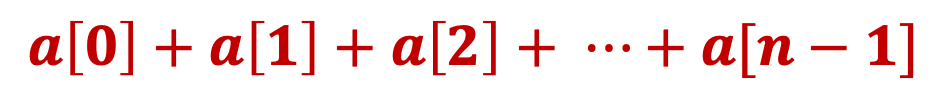 a[0] + a[1] + a[2] + ⋯ + a[n − 1]